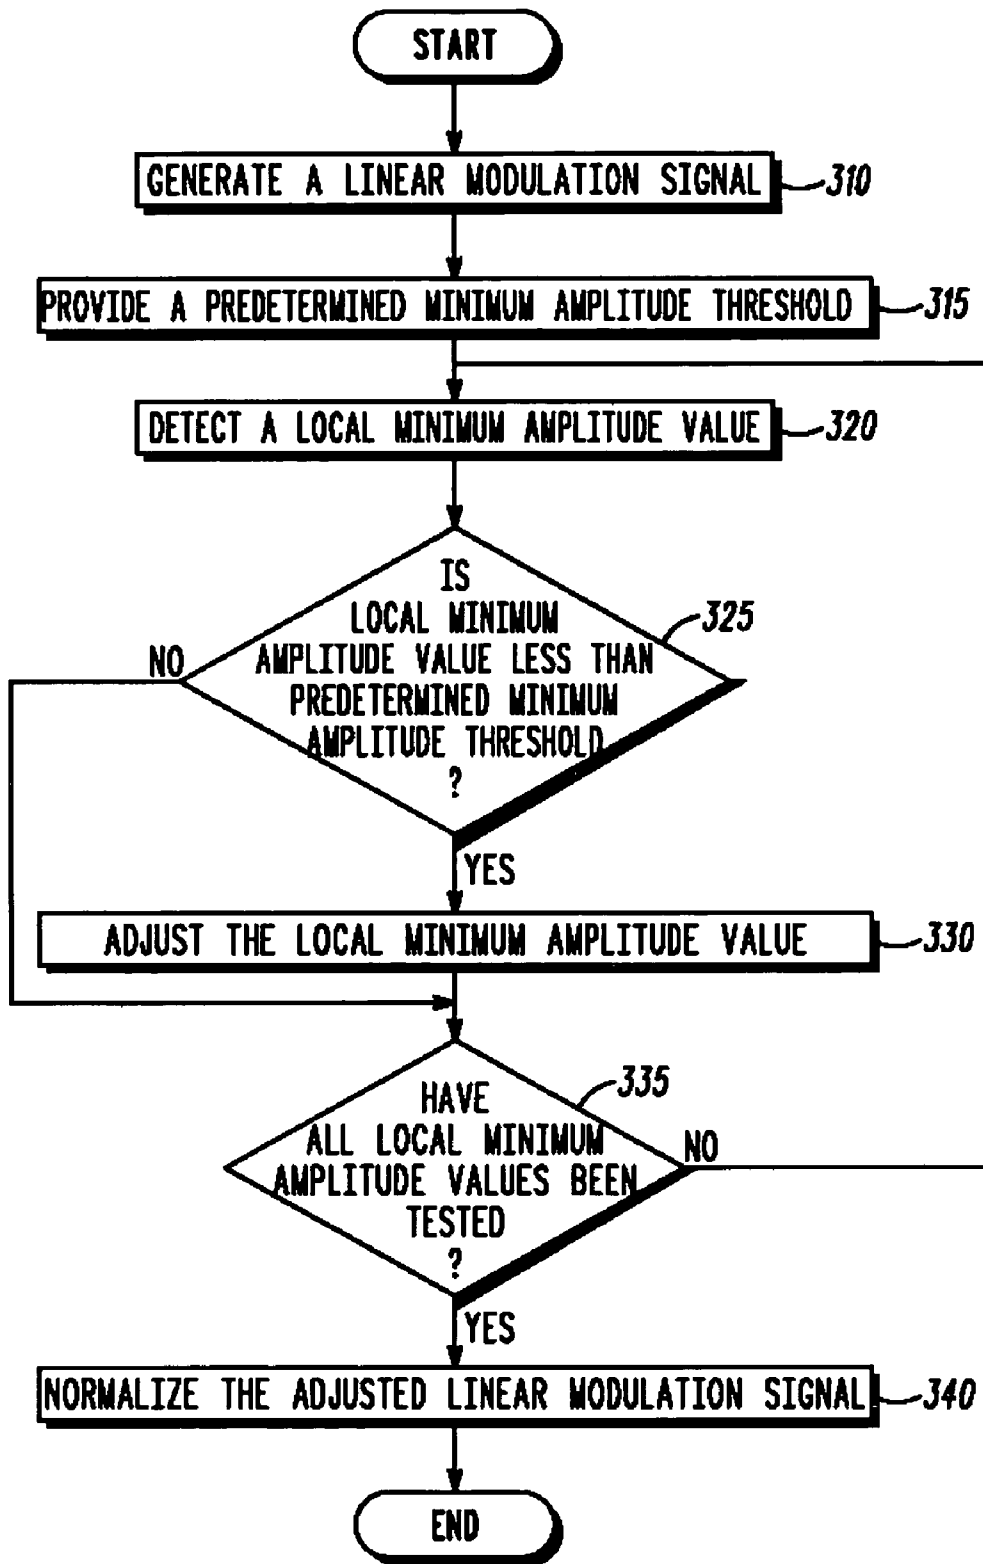 START
GENERATE A LINEAR MODULATION SIGNAL
310
PROVIDE A PREDETERMINED MINIMUM AMPLITUDE THRESHOLD
315
DETECT A LOCAL MINIMUM AMPLITUDE VALUE
320
IS
LOCAL MINIMUM
AMPLITUDE VALUE LESS THAN
PREDETERMINED MINIMUM
AMPLITUDE THRESHOLD
?
325
NO
YES
ADJUST THE LOCAL MINIMUM AMPLITUDE VALUE
330
HAVE
ALL LOCAL MINIMUM
AMPLITUDE VALUES BEEN
TESTED
?
335
NO
YES
NORMALIZE THE ADJUSTED LINEAR MODULATION SIGNAL
340
END